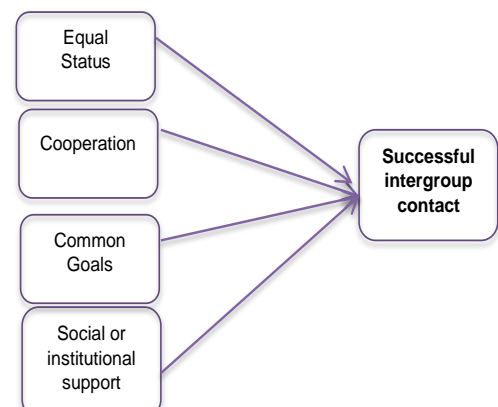 Equal
Status
Cooperation
Common
Goals
Social or
institutional
support
Successful
intergroup
contact